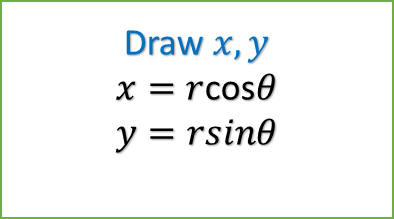 Draw x, y
x = rcosθ
y = rsinθ